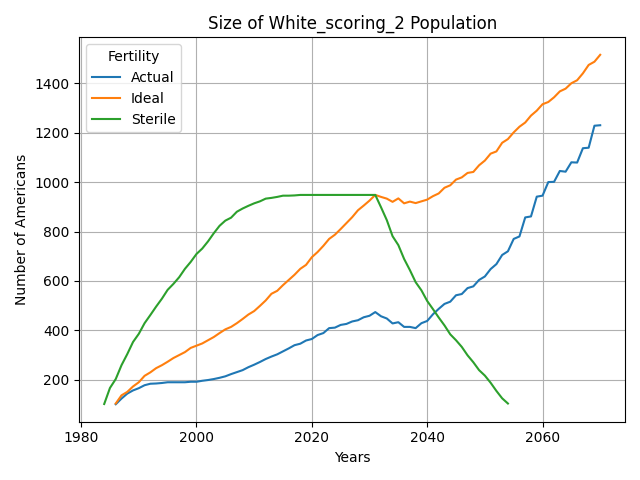 Size of White_scoring_2 Population
Fertility
Actual
Ideal
Sterile
Number of Americans
1400
1200
1000
800
600
400
200
1980
2000
2020
2040
2060
Years